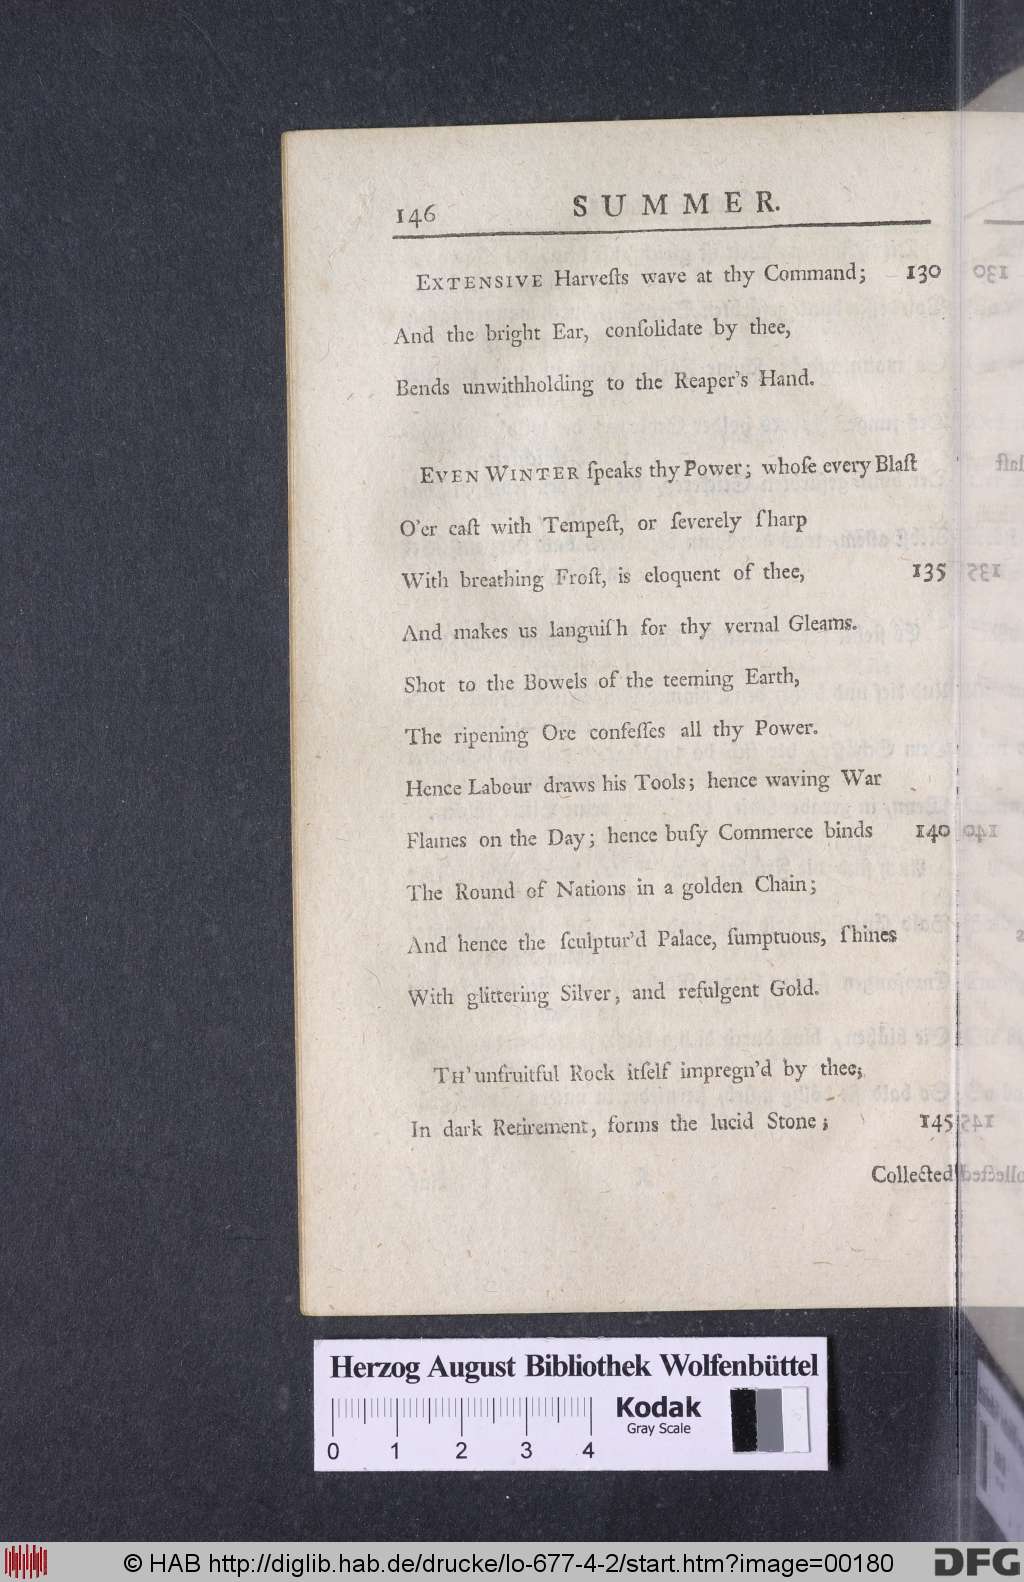 146 SUMMER.
EXTENSIVE Harveſts wave at thy Command; 130
And the bright Ear, conſolidate by thee,
Bends unwithholding to the Reaper's Hand.
EVEN WINTER ſpeaks thy Power; whoſe every Blaſt
O'er caſt with Tempeſt, or ſeverely ſharp
With breathing Froſt, is eloquent of thee, 135
And makes us languiſh for thy vernal Gleams.
Shot to the Bowels of the teeming Earth,
The ripening Ore confeſſes all thy Power.
Hence Labour draws his Tools; hence waving War
Flames on the Day; hence buſy Commerce binds 140
The Round of Nations in a golden Chain;
And hence the ſculptur'd Palace, ſumptuous, ſhines
With glittering Silver, and refulgent Gold.
TH' unfruitful Rock itſelf impregn'd by thee;
In dark Retirement, forms the lucid Stone; 145
Collected
Herzog August Bibliothek Wolfenbüttel
Kodak
Gray Scale
0 1 2 3 4
© HAB http://diglib.hab.de/drucke/lo-677-4-2/start.htm?image=00180
DFG